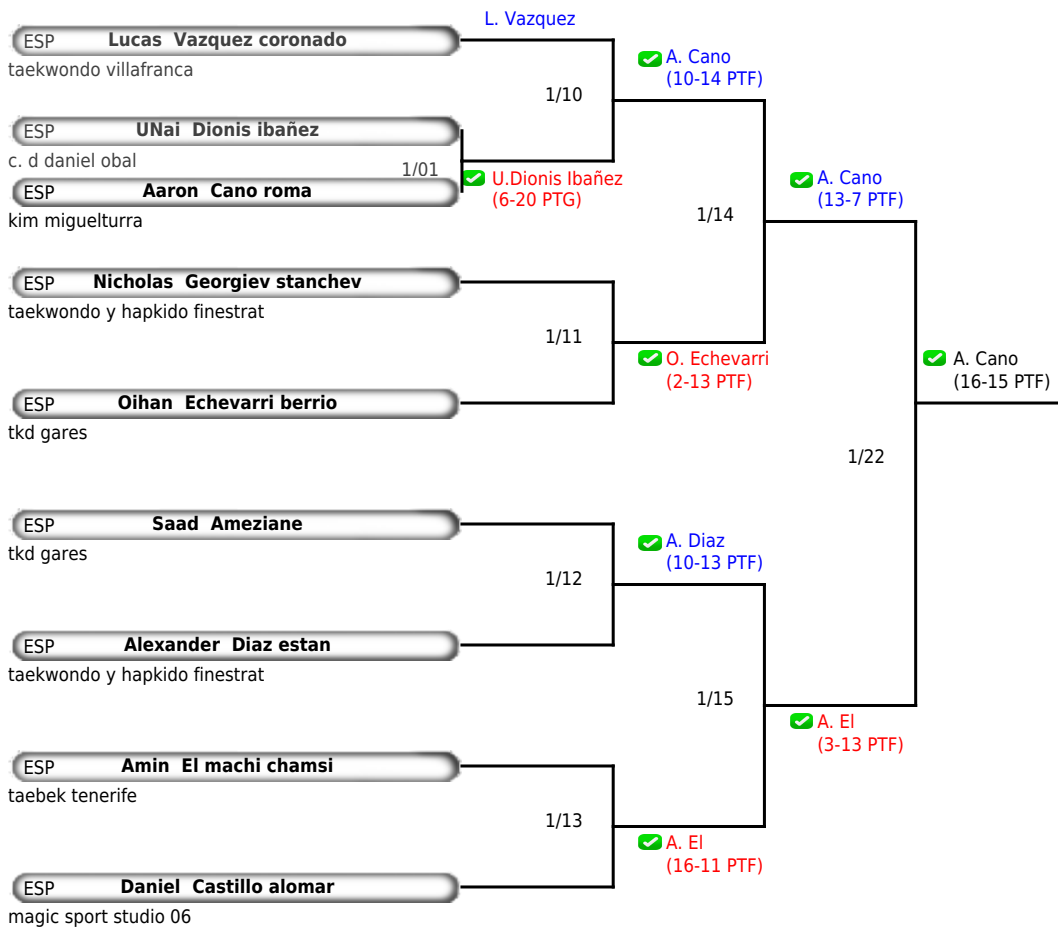 L. Vazquez
ESP Lucas Vazquez coronado
taekwondo villafranca
A. Cano
(10-14 PTF)
1/10
ESP UNai Dionis ibañez
c. d daniel obal
1/01
U.Dionis Ibañez
(6-20 PTG)
ESP Aaron Cano roma
kim miguelturra
A. Cano
(13-7 PTF)
1/14
ESP Nicholas Georgiev stanchev
taekwondo y hapkido finestrat
1/11
O. Echevarri
(2-13 PTF)
A. Cano
(16-15 PTF)
ESP Oihan Echevarri berrio
tkd gares
1/22
ESP Saad Ameziane
tkd gares
A. Diaz
(10-13 PTF)
1/12
ESP Alexander Diaz estan
taekwondo y hapkido finestrat
1/15
A. El
(3-13 PTF)
ESP Amin El machi chamsi
taebek tenerife
1/13
A. El
(16-11 PTF)
ESP Daniel Castillo alomar
magic sport studio 06